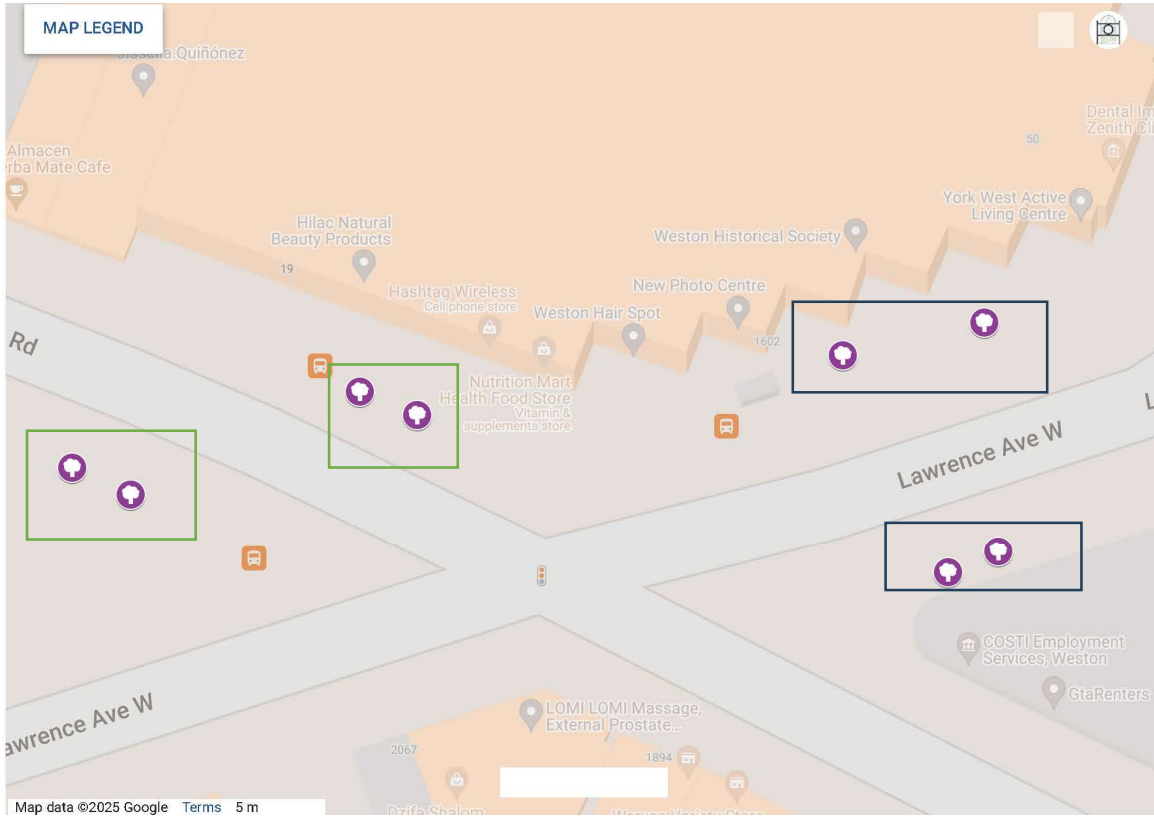 MAP LEGEND
Quiñónez
50
Almacen
Mate Cafe
York West Active
Living Centre
Hilac Natural
Beauty Products
Weston Historical Society
19
Hashtag Wireless
Cell phone store
New Photo Centre
Weston Hair Spot
1602
Rd
Nutrition Mart
Health Food Store
Vitamin &
supplements store
Lawrence Ave W
COSTI Employment
Services, Weston
GtaRenters
LOMI LOMI Massage,
External Prostate...
awrence Ave W
2067
1894
Map data ©2025 Google Terms 5 m